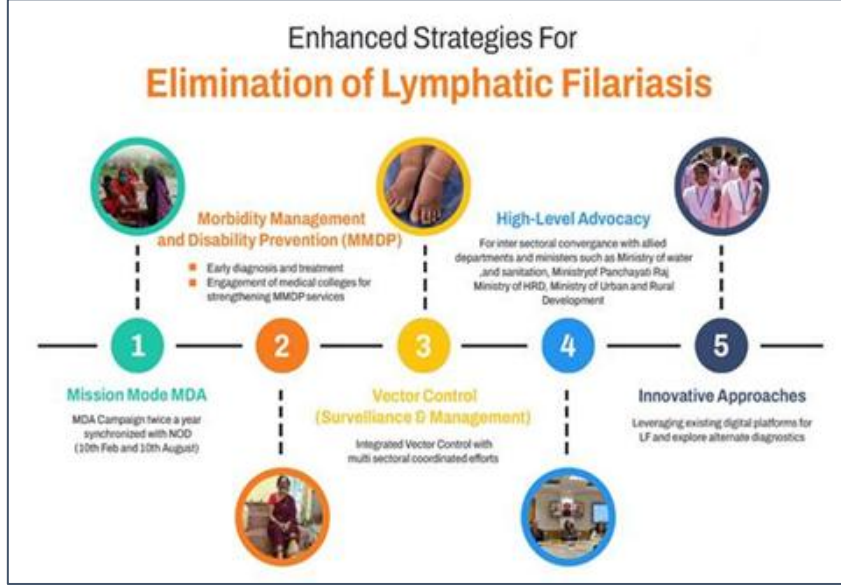 Enhanced Strategies For
Elimination of Lymphatic Filariasis
1
Mission Mode MDA
MDA Campaign twice a year
synchronized with NOD
(10th Feb and 10th August)
Morbidity Management
and Disability Prevention (MMDP)
Early diagnosis and treatment
Engagement of medical colleges for
strengthening MMDP services
2
3
Vector Control
(Survelliance & Management)
Integrated Vector Control with
multi sectoral coordinated efforts
High-Level Advocacy
For inter sectoral convergance with allied
departments and ministers such as Ministry of water
,and sanitation, Ministryof Panchayati Raj
Ministry of HRD, Ministry of Urban and Rural
Development
4
5
Innovative Approaches
Leveraging existing digital platforms for
LF and explore alternate diagnostics